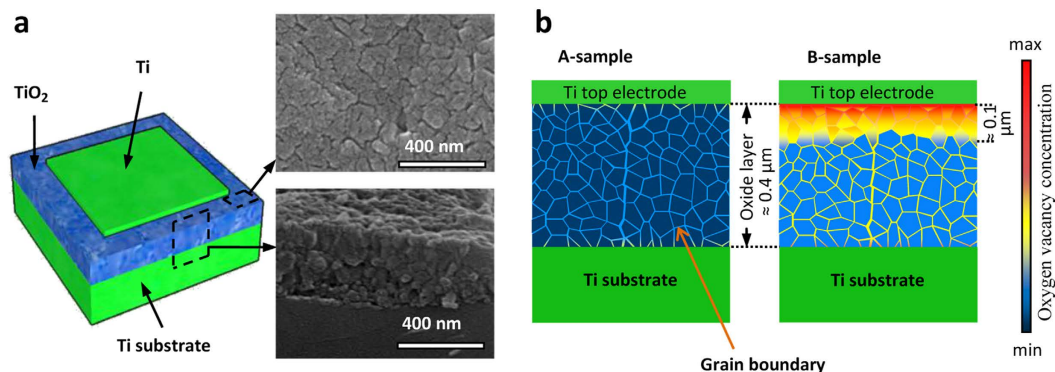 a
TiO2
Ti
Ti substrate
400 nm
400 nm
b
A-sample
B-sample
Ti top electrode
Ti top electrode
Oxide layer
≈ 0.4 µm
≈ 0.1
µm
Ti substrate
Ti substrate
Grain boundary
max
Oxygen vacancy concentration
min